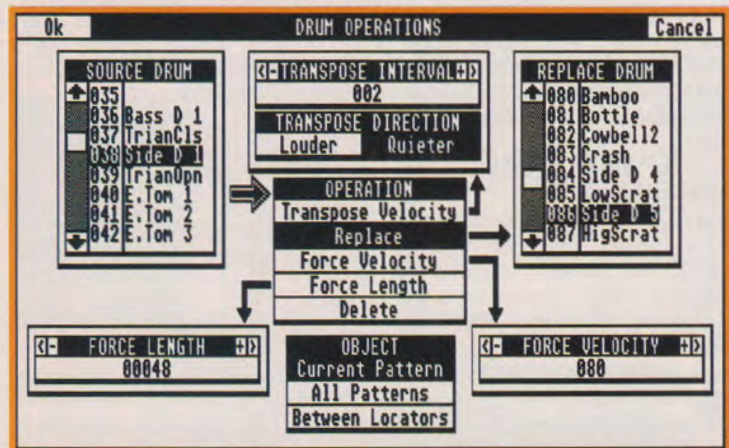 Ok DRUM OPERATIONS Cancel
SOURCE DRUM
035
036 Bass D 1
037 TrianCls
038 Side D 1
039 TrianOpn
040 E.Tom 1
041 E.Tom 2
042 E.Tom 3
TRANSPOSE INTERVAL
002
TRANSPOSE DIRECTION
Louder Quieter
OPERATION
Transpose Velocity
Replace
Force Velocity
Force Length
Delete
REPLACE DRUM
080 Bamboo
081 Bottle
082 Cowbell2
083 Crash
084 Side D 4
085 LowScrat
086 Side D 5
087 HigScrat
FORCE LENGTH
00048
OBJECT
Current Pattern
All Patterns
Between Locators
FORCE VELOCITY
080